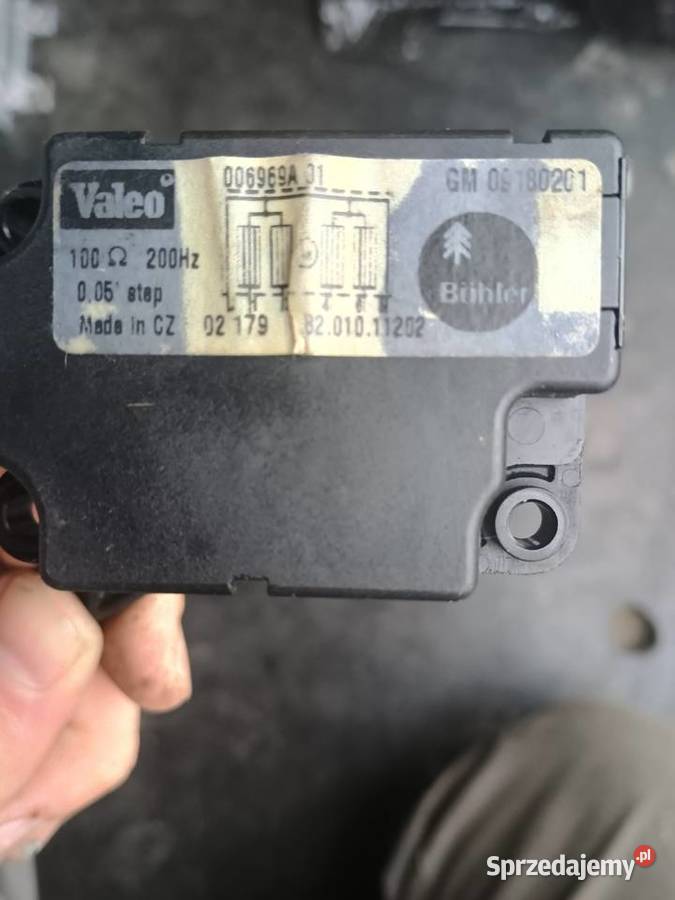 Valeo
006969A 01
GM 09180201
100 Ω 200Hz
0,05° step
Bühler
Made in CZ 02 179 82.010.11202
Sprzedajemy.pl